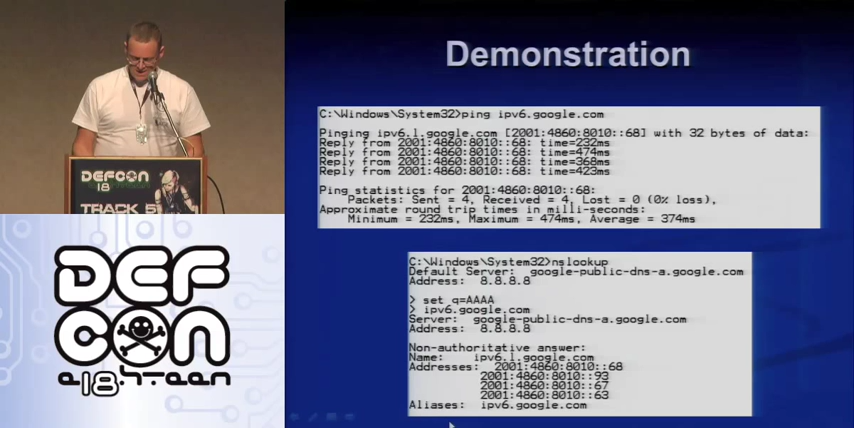 Demonstration
C:\Windows\System32>ping ipv6.google.com
Pinging ipv6.l.google.com [2001:4860:8010::68] with 32 bytes of data:
Reply from 2001:4860:8010::68: time=232ms
Reply from 2001:4860:8010::68: time=474ms
Reply from 2001:4860:8010::68: time=368ms
Reply from 2001:4860:8010::68: time=423ms
Ping statistics for 2001:4860:8010::68:
Packets: Sent = 4, Received = 4, Lost = 0 (0% loss),
Approximate round trip times in milli-seconds:
Minimum = 232ms, Maximum = 474ms, Average = 374ms
C:\Windows\System32>nslookup
Default Server: google-public-dns-a.google.com
Address: 8.8.8.8
> set q=AAAA
> ipv6.google.com
Server: google-public-dns-a.google.com
Address: 8.8.8.8
Non-authoritative answer:
Name: ipv6.l.google.com
Addresses: 2001:4860:8010::68
2001:4860:8010::93
2001:4860:8010::67
2001:4860:8010::63
Aliases: ipv6.google.com
DEFCON
18
TRACK 5
DEF
CON
e18hteen